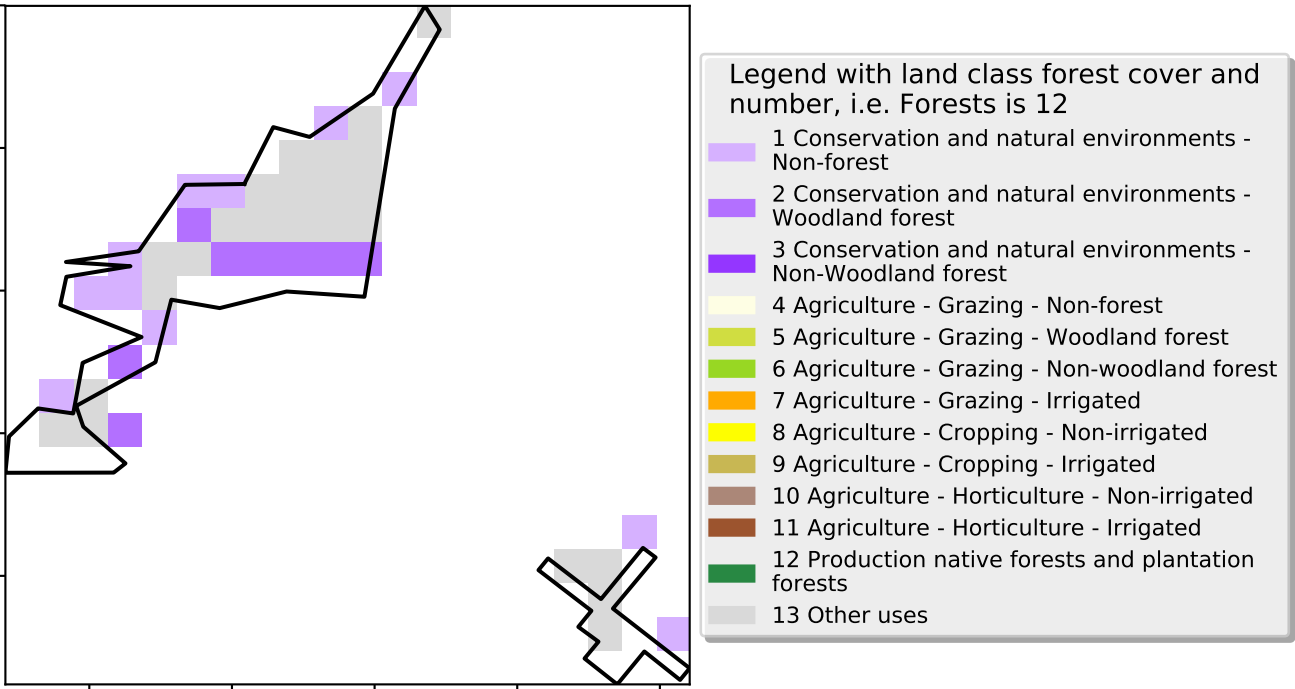 Legend with land class forest cover and
number, i.e. Forests is 12
1 Conservation and natural environments -
Non-forest
2 Conservation and natural environments -
Woodland forest
3 Conservation and natural environments -
Non-Woodland forest
4 Agriculture - Grazing - Non-forest
5 Agriculture - Grazing - Woodland forest
6 Agriculture - Grazing - Non-woodland forest
7 Agriculture - Grazing - Irrigated
8 Agriculture - Cropping - Non-irrigated
9 Agriculture - Cropping - Irrigated
10 Agriculture - Horticulture - Non-irrigated
11 Agriculture - Horticulture - Irrigated
12 Production native forests and plantation
forests
13 Other uses